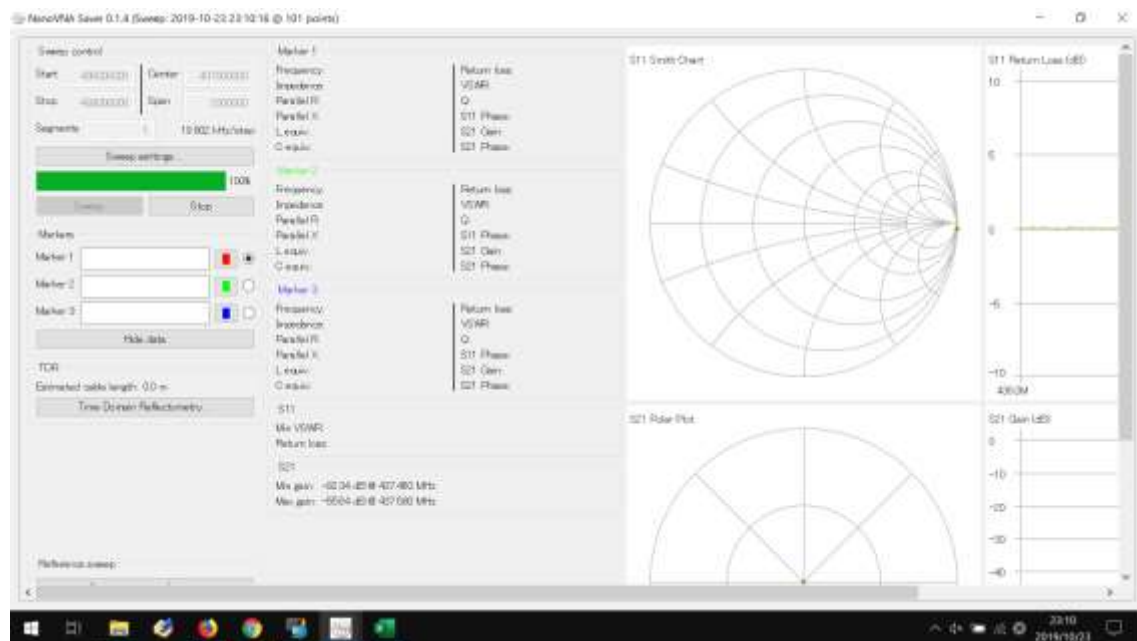 NanoVNA Saver 0.1.4 (Sweep: 2019-10-23 23:10:16 @ 101 points)
Sweep control
Start
Center
Stop
Span
Segments
1
kHz/step
Sweep settings ...
100%
Sweep
Stop
Markers
Marker 1
Marker 2
Marker 3
Hide data
TDR
Estimated cable length: 0.0 m
Time Domain Reflectometry ...
Reference sweep
Marker 1
Frequency:
Impedance:
Parallel R:
Parallel X:
L equiv.:
C equiv.:
Return loss:
VSWR:
Q:
S11 Phase:
S21 Gain:
S21 Phase:
Marker 2
Frequency:
Impedance:
Parallel R:
Parallel X:
L equiv.:
C equiv.:
Return loss:
VSWR:
Q:
S11 Phase:
S21 Gain:
S21 Phase:
Marker 3
Frequency:
Impedance:
Parallel R:
Parallel X:
L equiv.:
C equiv.:
Return loss:
VSWR:
Q:
S11 Phase:
S21 Gain:
S21 Phase:
S11
Min VSWR:
Return loss:
S21
Min gain:
Max gain:
S11 Smith Chart
S11 Return Loss (dB)
10
5
0
-5
-10
S21 Polar Plot
S21 Gain (dB)
0
-10
-20
-30
-40
23:10
2019/10/23